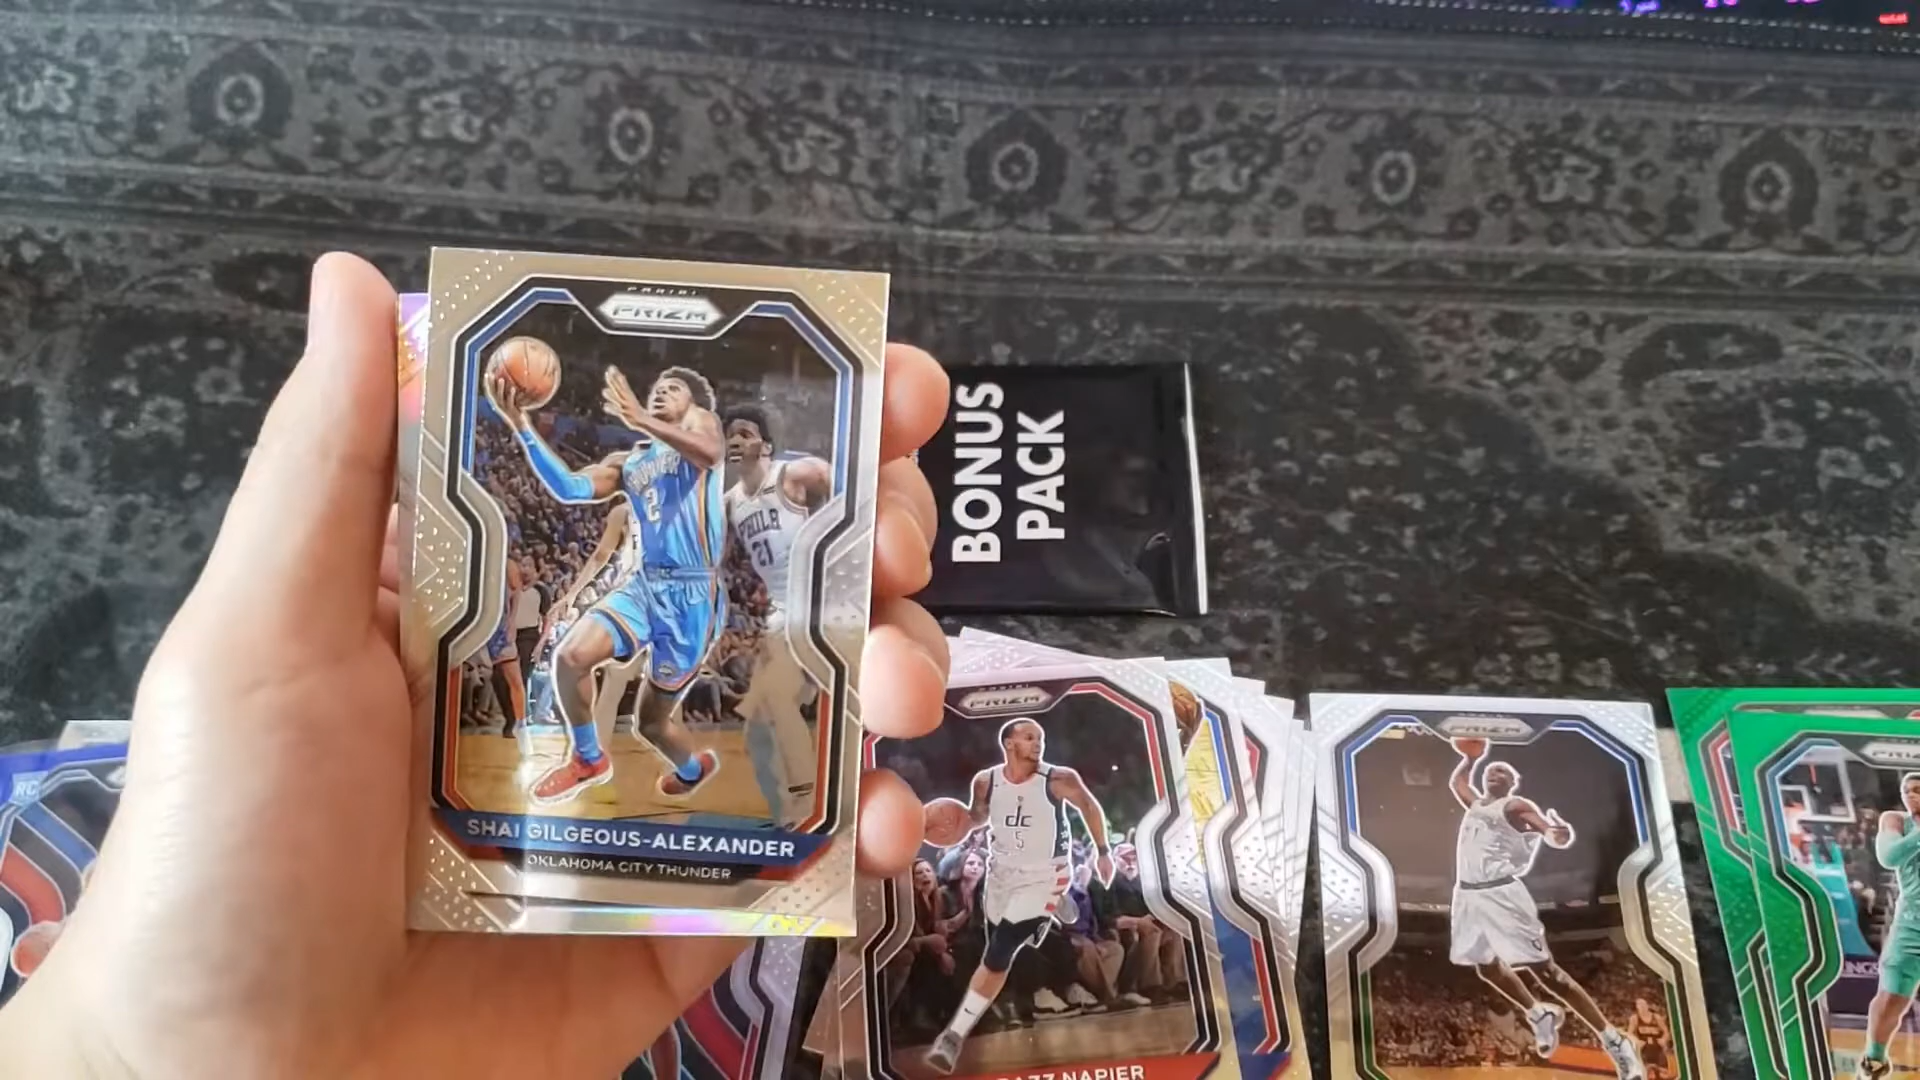 PANINI
PRIZM
THUNDER
2
PHILA
21
SHAI GILGEOUS-ALEXANDER
OKLAHOMA CITY THUNDER
BONUS
PACK
RC
PANINI
PRIZM
dc
5
NAPIER
PRIZM